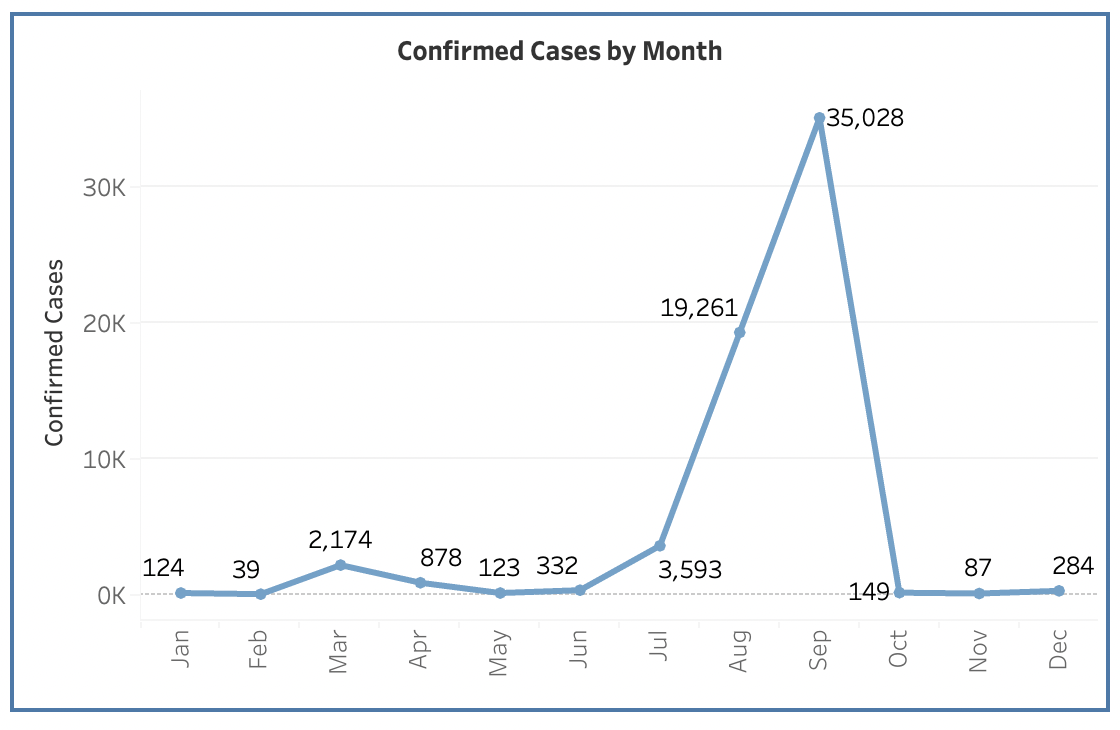 Confirmed Cases by Month
Confirmed Cases
30K
20K
10K
0K
124
39
2,174
878
123
332
3,593
19,261
35,028
149
87
284
Jan
Feb
Mar
Apr
May
Jun
Jul
Aug
Sep
Oct
Nov
Dec